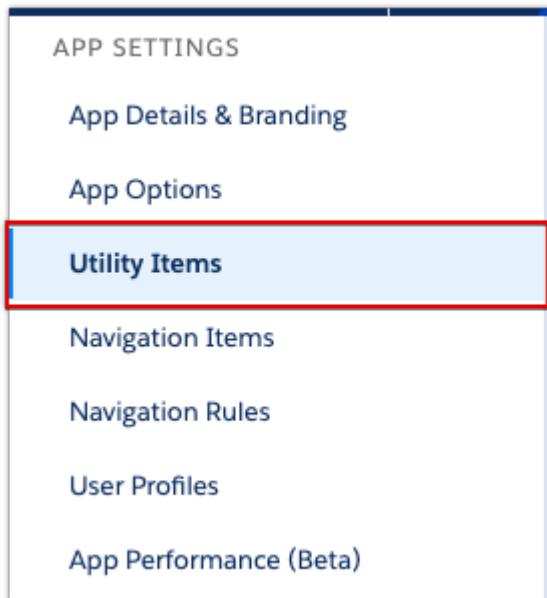 APP SETTINGS
App Details & Branding
App Options
Utility Items
Navigation Items
Navigation Rules
User Profiles
App Performance (Beta)